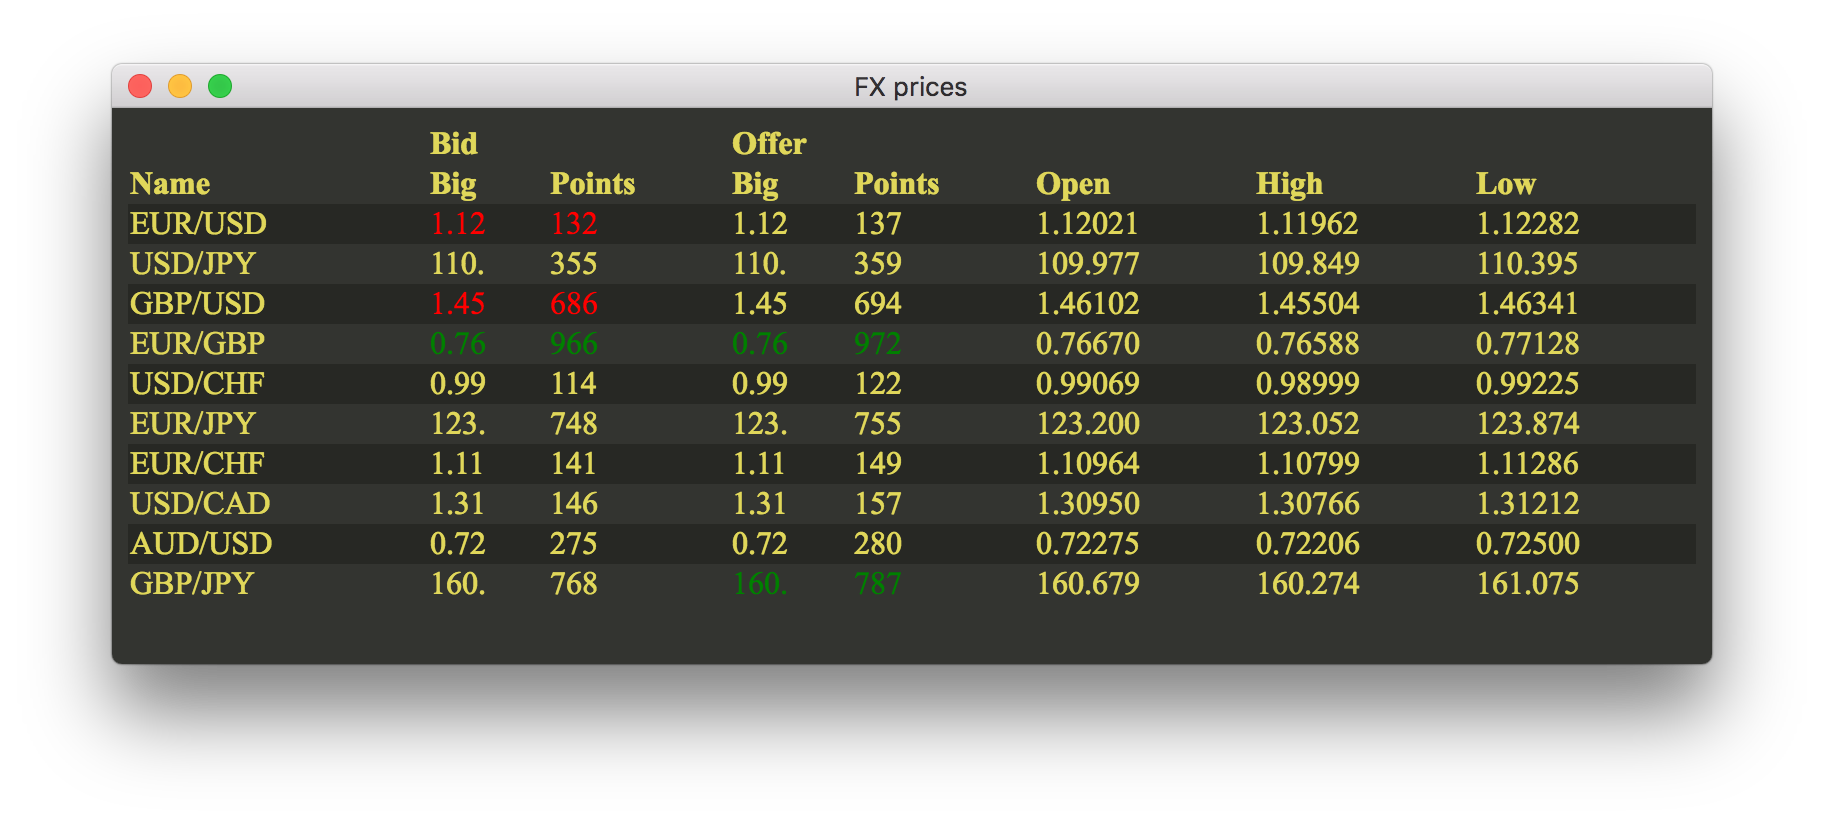 FX prices
Bid Offer
Name Big Points Big Points Open High Low
EUR/USD 1.12 132 1.12 137 1.12021 1.11962 1.12282
USD/JPY 110. 355 110. 359 109.977 109.849 110.395
GBP/USD 1.45 686 1.45 694 1.46102 1.45504 1.46341
EUR/GBP 0.76 966 0.76 972 0.76670 0.76588 0.77128
USD/CHF 0.99 114 0.99 122 0.99069 0.98999 0.99225
EUR/JPY 123. 748 123. 755 123.200 123.052 123.874
EUR/CHF 1.11 141 1.11 149 1.10964 1.10799 1.11286
USD/CAD 1.31 146 1.31 157 1.30950 1.30766 1.31212
AUD/USD 0.72 275 0.72 280 0.72275 0.72206 0.72500
GBP/JPY 160. 768 160. 787 160.679 160.274 161.075